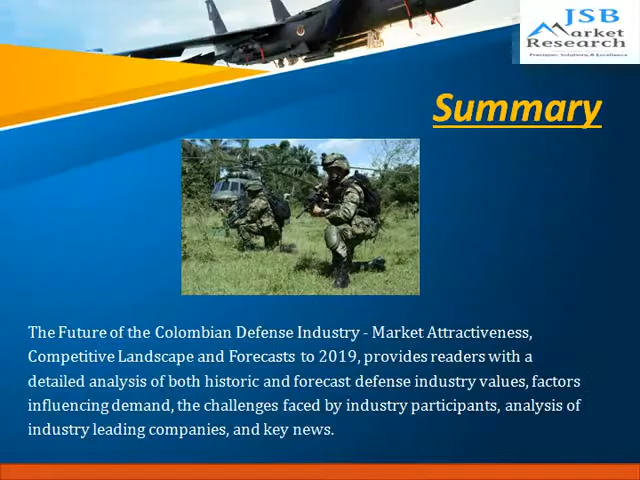 JSB
Market
Research
Precision, Solutions & Excellence
Summary
The Future of the Colombian Defense Industry - Market Attractiveness,
Competitive Landscape and Forecasts to 2019, provides readers with a
detailed analysis of both historic and forecast defense industry values, factors
influencing demand, the challenges faced by industry participants, analysis of
industry leading companies, and key news.